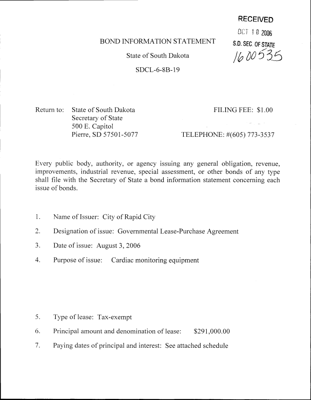 RECEIVED
OCT 10 2006
S.D. SEC. OF STATE
1600535
BOND INFORMATION STATEMENT
State of South Dakota
SDCL-6-8B-19
Return to: State of South Dakota FILING FEE: $1.00
Secretary of State
500 E. Capitol
Pierre, SD 57501-5077 TELEPHONE: #(605) 773-3537
Every public body, authority, or agency issuing any general obligation, revenue,
improvements, industrial revenue, special assessment, or other bonds of any type
shall file with the Secretary of State a bond information statement concerning each
issue of bonds.
1. Name of Issuer: City of Rapid City
2. Designation of issue: Governmental Lease-Purchase Agreement
3. Date of issue: August 3, 2006
4. Purpose of issue: Cardiac monitoring equipment
5. Type of lease: Tax-exempt
6. Principal amount and denomination of lease: $291,000.00
7. Paying dates of principal and interest: See attached schedule